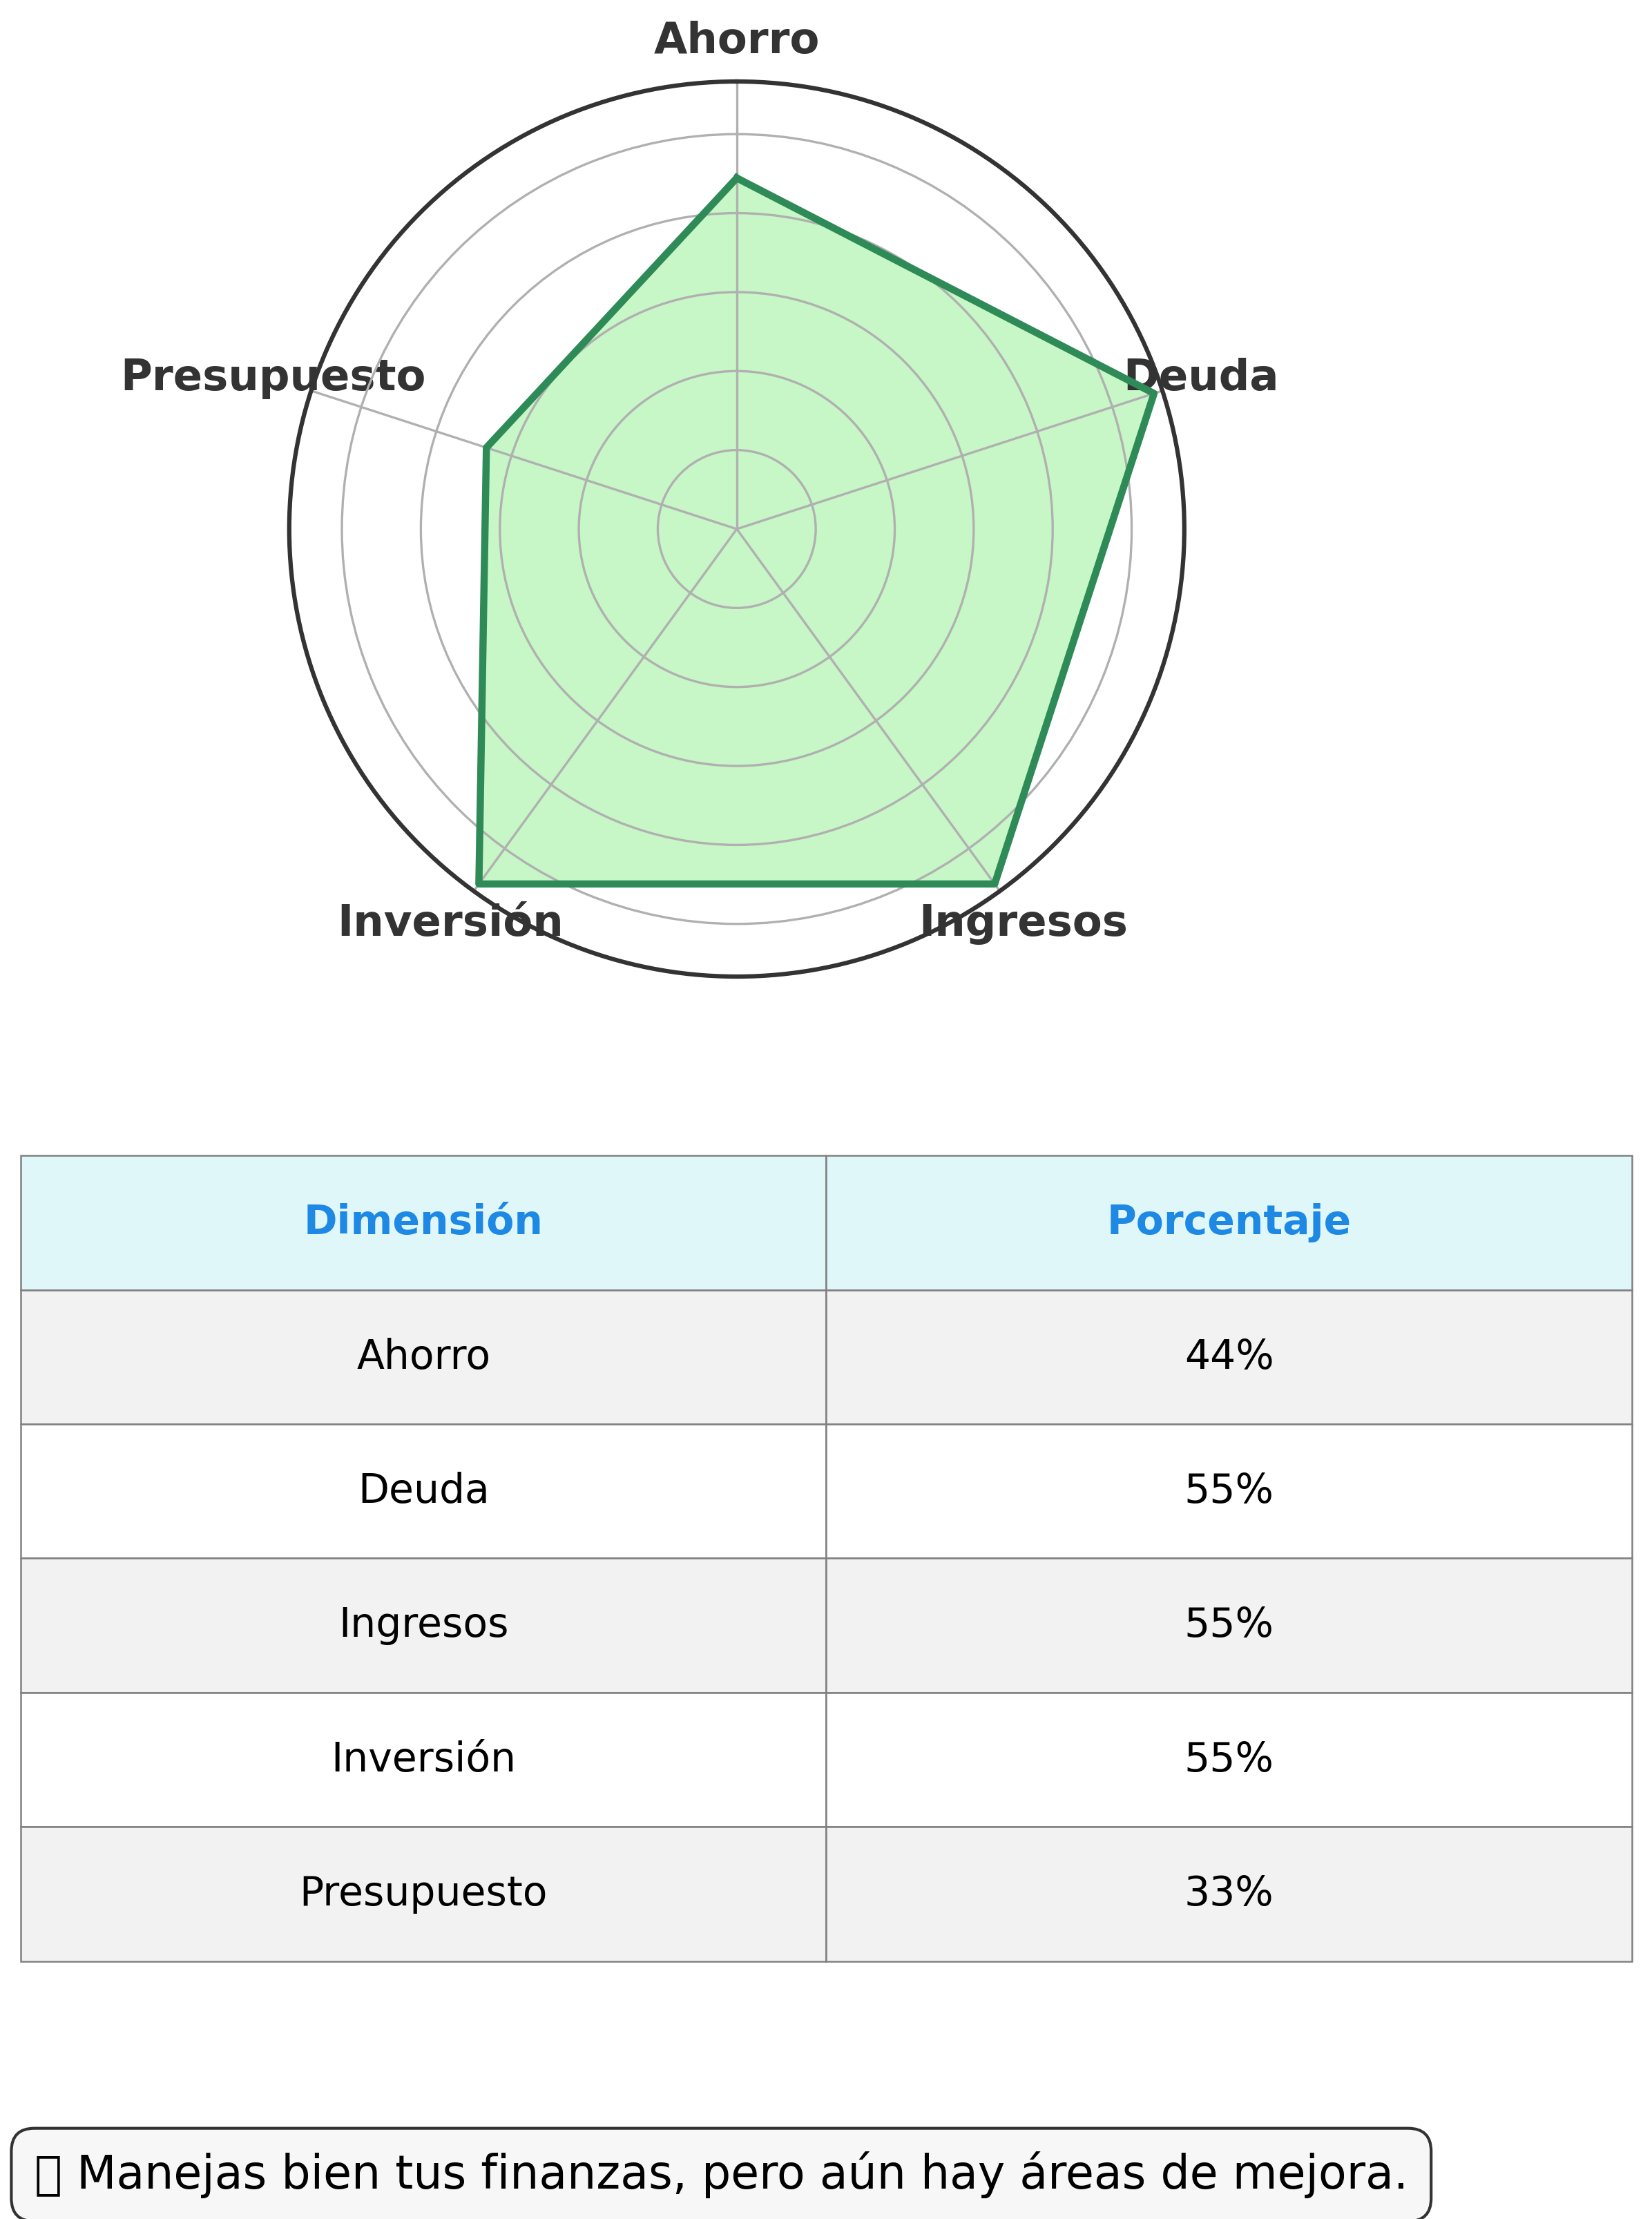 Ahorro
Presupuesto
Deuda
Inversión
Ingresos
Dimensión Porcentaje
Ahorro 44%
Deuda 55%
Ingresos 55%
Inversión 55%
Presupuesto 33%
Manejas bien tus finanzas, pero aún hay áreas de mejora.